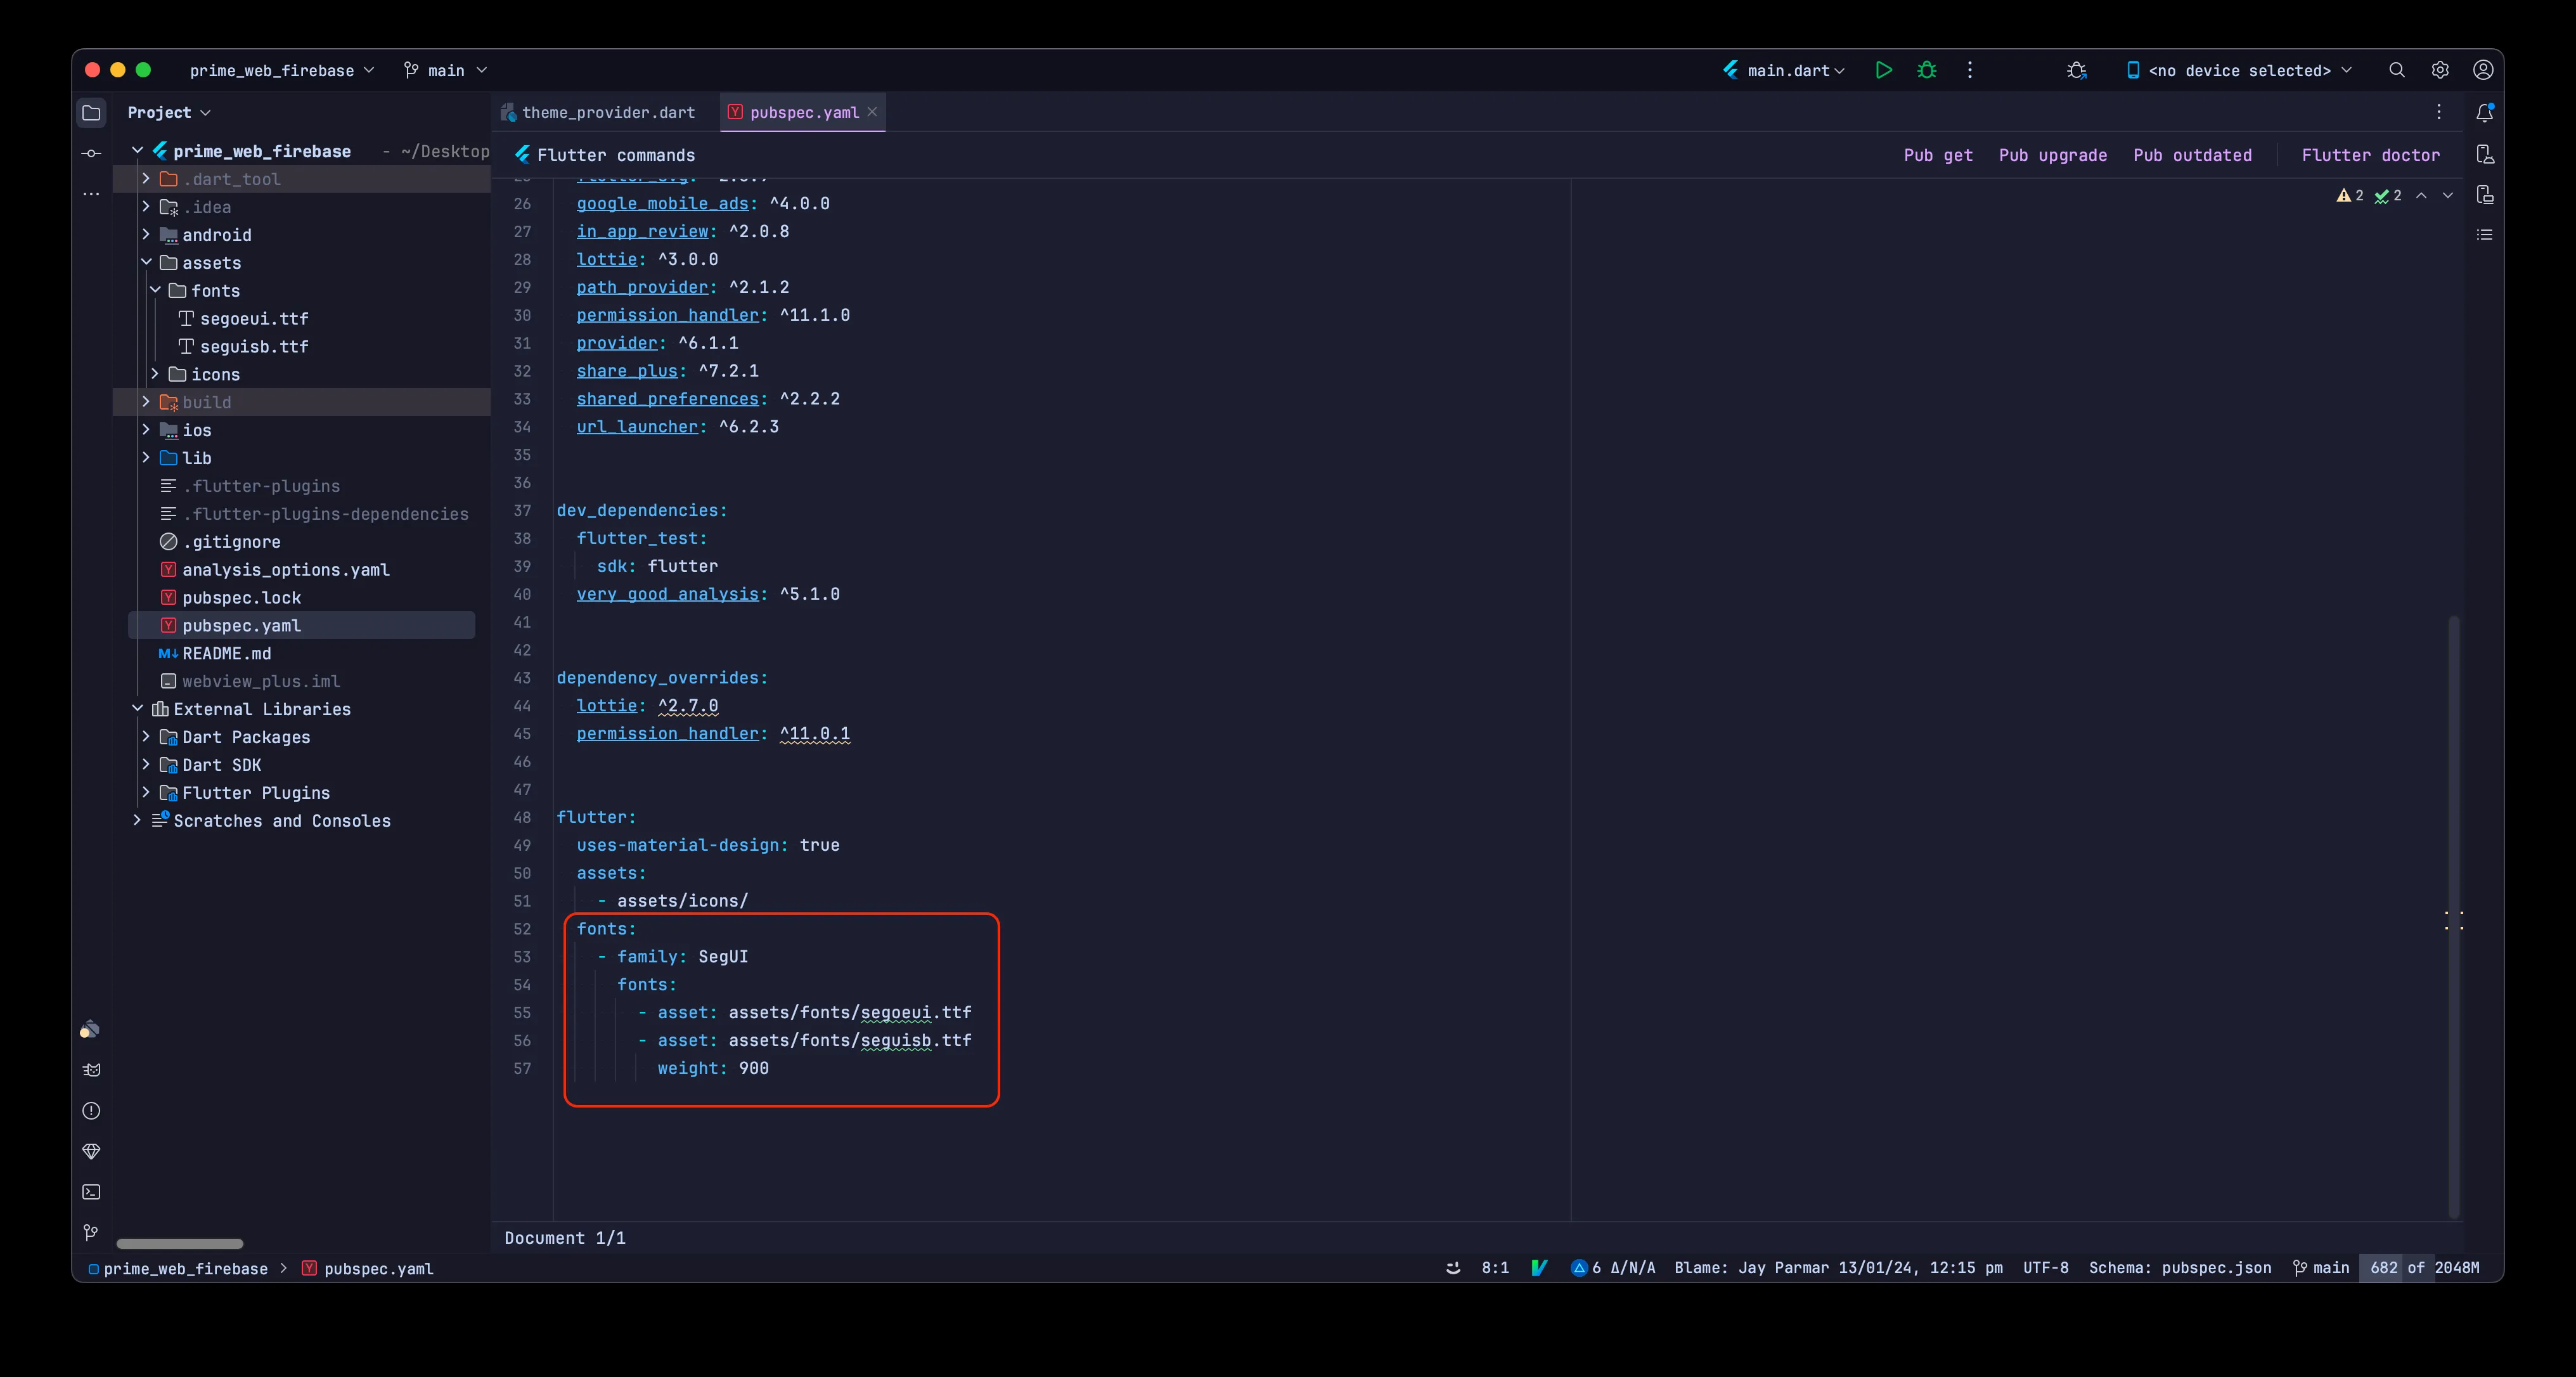 prime_web_firebase
main
main.dart
<no device selected>
Project
theme_provider.dart
pubspec.yaml
Flutter commands
Pub get
Pub upgrade
Pub outdated
Flutter doctor
prime_web_firebase - ~/Desktop
.dart_tool
.idea
android
assets
fonts
segoeui.ttf
seguisb.ttf
icons
build
ios
lib
.flutter-plugins
.flutter-plugins-dependencies
.gitignore
analysis_options.yaml
pubspec.lock
pubspec.yaml
README.md
webview_plus.iml
External Libraries
Dart Packages
Dart SDK
Flutter Plugins
Scratches and Consoles
2 2
26 google_mobile_ads: ^4.0.0
27 in_app_review: ^2.0.8
28 lottie: ^3.0.0
29 path_provider: ^2.1.2
30 permission_handler: ^11.1.0
31 provider: ^6.1.1
32 share_plus: ^7.2.1
33 shared_preferences: ^2.2.2
34 url_launcher: ^6.2.3
35
36
37 dev_dependencies:
38 flutter_test:
39 sdk: flutter
40 very_good_analysis: ^5.1.0
41
42
43 dependency_overrides:
44 lottie: ^2.7.0
45 permission_handler: ^11.0.1
46
47
48 flutter:
49 uses-material-design: true
50 assets:
51 - assets/icons/
52 fonts:
53 - family: SegUI
54 fonts:
55 - asset: assets/fonts/segoeui.ttf
56 - asset: assets/fonts/seguisb.ttf
57 weight: 900
Document 1/1
prime_web_firebase > pubspec.yaml
8:1
6 Δ/N/A
Blame: Jay Parmar 13/01/24, 12:15 pm
UTF-8
Schema: pubspec.json
main
682 of 2048M